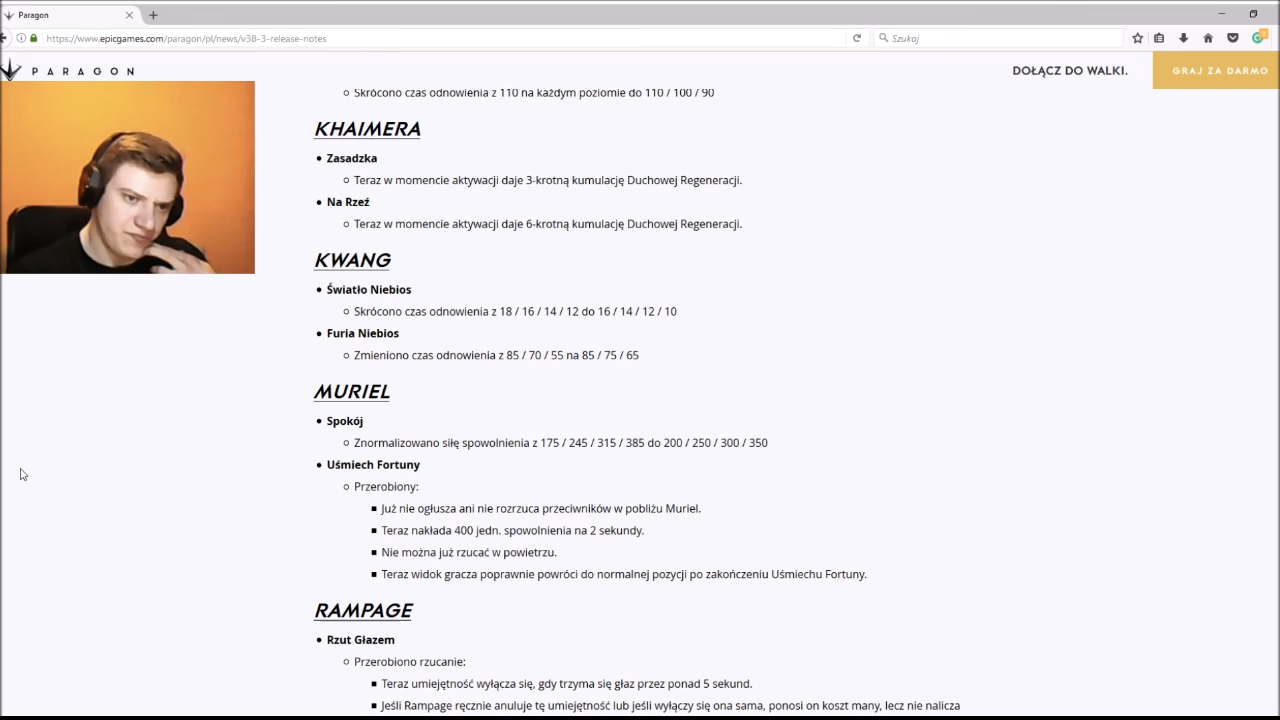 Paragon
https://www.epicgames.com/paragon/pl/news/v38-3-release-notes
Szukaj
PARAGON
DOŁĄCZ DO WALKI.
GRAJ ZA DARMO
Skrócono czas odnowienia z 110 na każdym poziomie do 110 / 100 / 90
KHAIMERA
Zasadzka
Teraz w momencie aktywacji daje 3-krotną kumulację Duchowej Regeneracji.
Na Rzeź
Teraz w momencie aktywacji daje 6-krotną kumulację Duchowej Regeneracji.
KWANG
Światło Niebios
Skrócono czas odnowienia z 18 / 16 / 14 / 12 do 16 / 14 / 12 / 10
Furia Niebios
Zmieniono czas odnowienia z 85 / 70 / 55 na 85 / 75 / 65
MURIEL
Spokój
Znormalizowano siłę spowolnienia z 175 / 245 / 315 / 385 do 200 / 250 / 300 / 350
Uśmiech Fortuny
Przerobiony:
Już nie ogłusza ani nie rozrzuca przeciwników w pobliżu Muriel.
Teraz nakłada 400 jedn. spowolnienia na 2 sekundy.
Nie można już rzucać w powietrzu.
Teraz widok gracza poprawnie powróci do normalnej pozycji po zakończeniu Uśmiechu Fortuny.
RAMPAGE
Rzut Głazem
Przerobiono rzucanie:
Teraz umiejętność wyłącza się, gdy trzyma się głaz przez ponad 5 sekund.
Jeśli Rampage ręcznie anuluje tę umiejętność lub jeśli wyłączy się ona sama, ponosi on koszt many, lecz nie nalicza